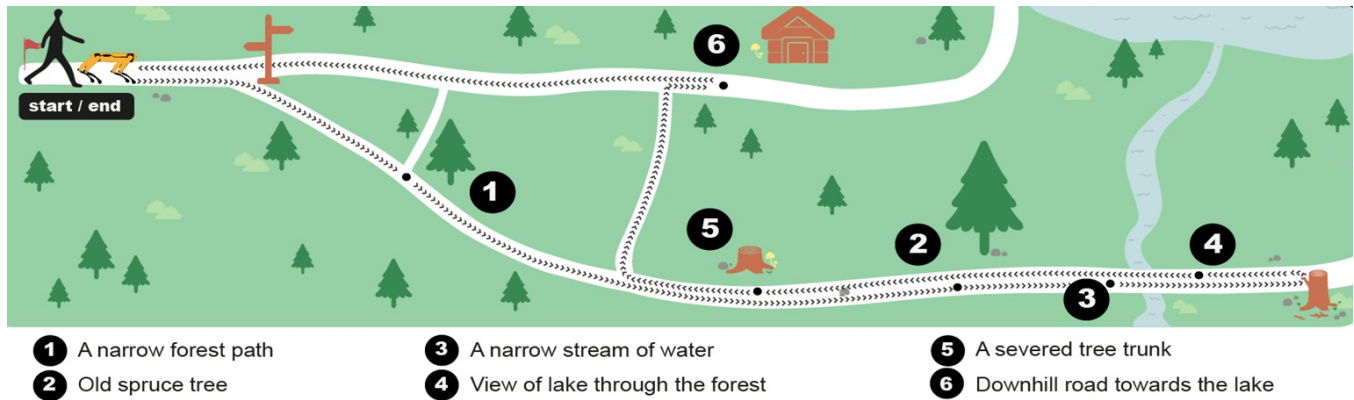 6
start / end
1
5
2
4
3
1 A narrow forest path
2 Old spruce tree
3 A narrow stream of water
4 View of lake through the forest
5 A severed tree trunk
6 Downhill road towards the lake